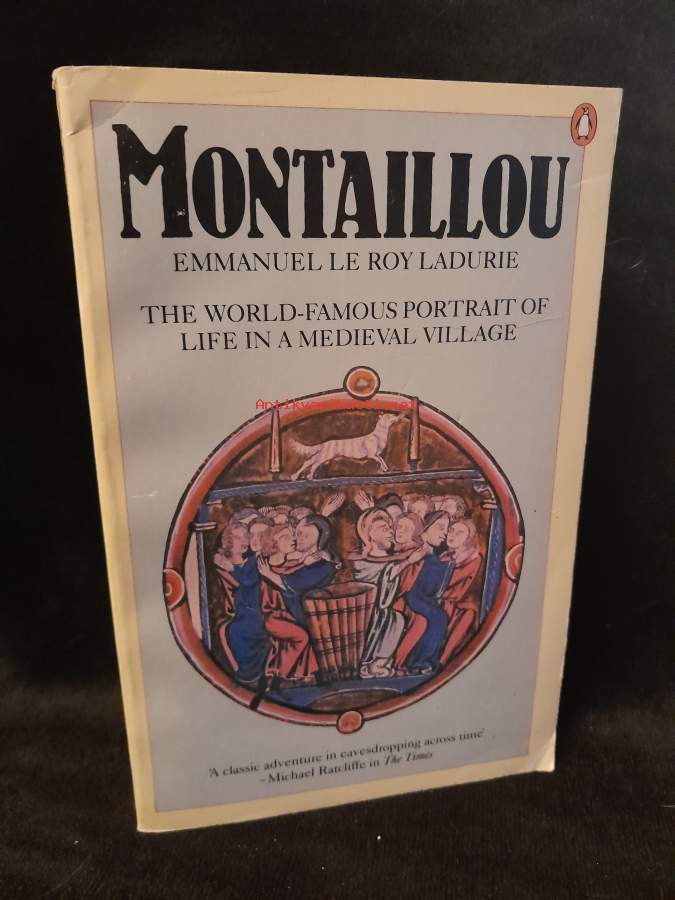 MONTAILLOU
EMMANUEL LE ROY LADURIE
THE WORLD-FAMOUS PORTRAIT OF
LIFE IN A MEDIEVAL VILLAGE
'A classic adventure in eavesdropping across time'
–Michael Ratcliffe in The Times